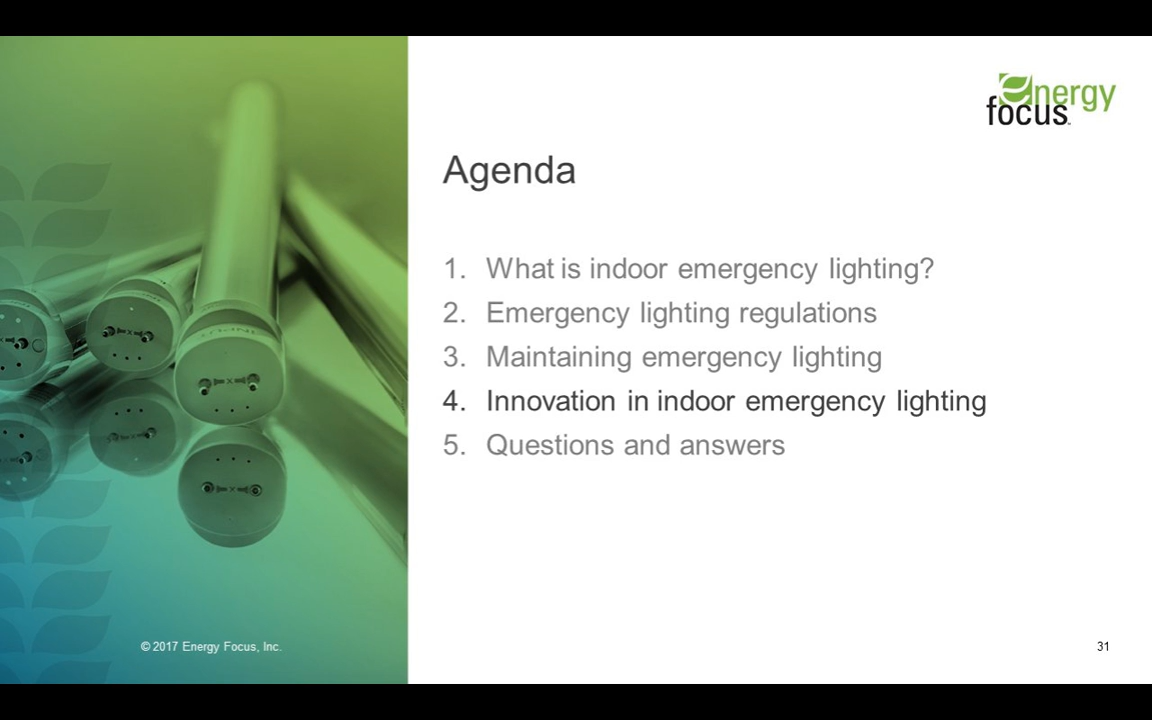 energy
focus™
Agenda
1. What is indoor emergency lighting?
2. Emergency lighting regulations
3. Maintaining emergency lighting
4. Innovation in indoor emergency lighting
5. Questions and answers
© 2017 Energy Focus, Inc.
31